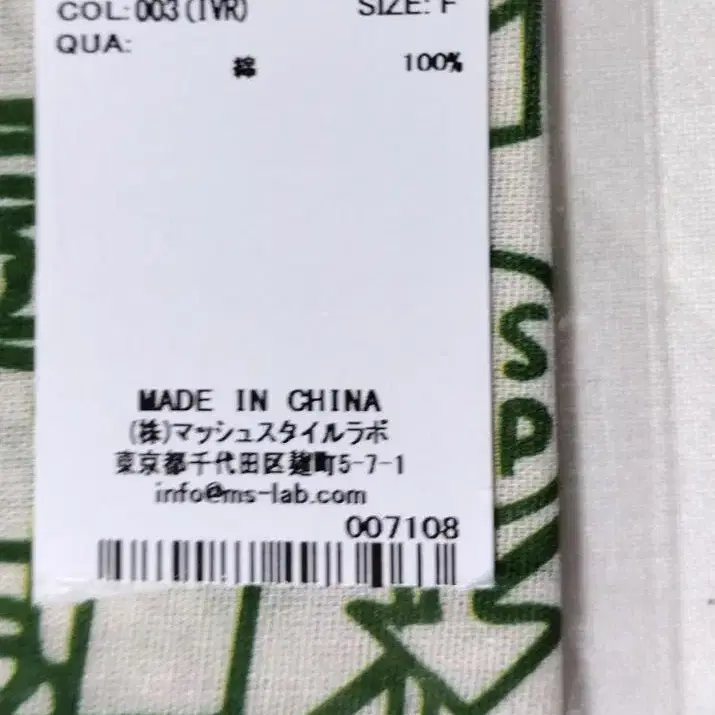 COL:003(IVR) SIZE: F
QUA:
綿 100%
MADE IN CHINA
(株)マッシュスタイルラボ
東京都千代田区麹町5-7-1
info@ms-lab.com
007108
S
P